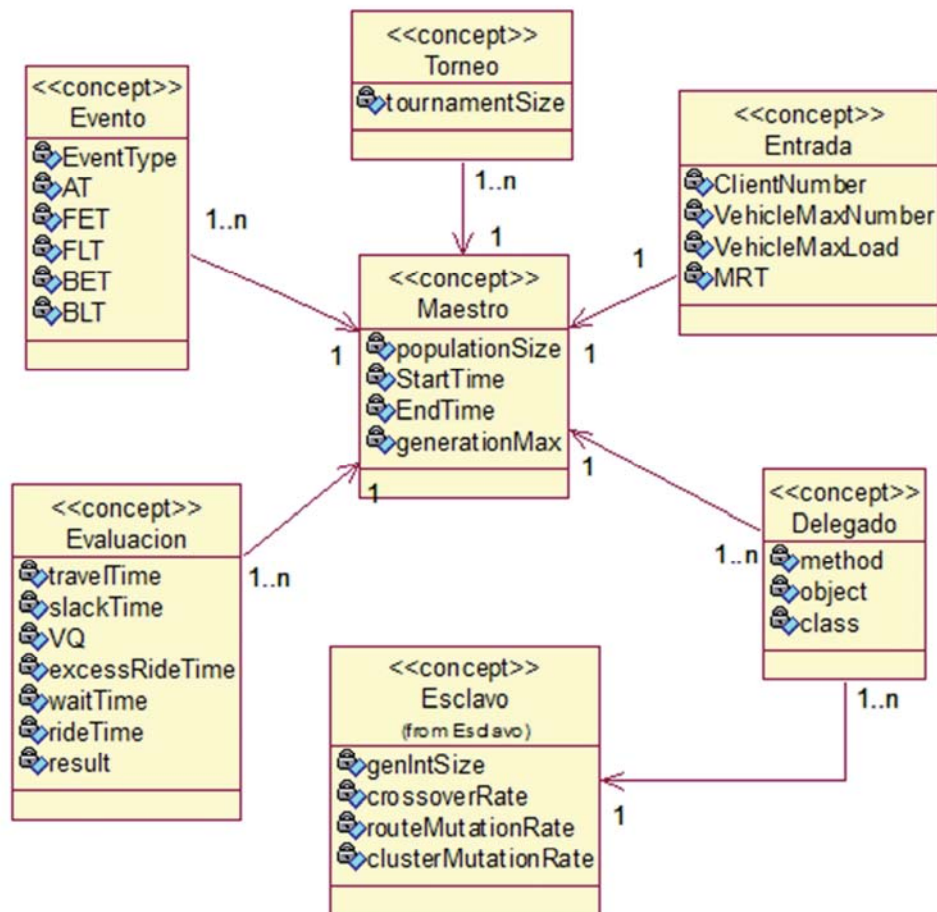 <<concept>>
Torneo
tournamentSize
<<concept>>
Evento
EventType
AT
FET
FLT
BET
BLT
<<concept>>
Entrada
ClientNumber
VehicleMaxNumber
VehicleMaxLoad
MRT
1..n
1..n
1
1
<<concept>>
Maestro
populationSize
StartTime
EndTime
generationMax
1
1
1
1
<<concept>>
Evaluacion
travelTime
slackTime
VQ
excessRideTime
waitTime
rideTime
result
1..n
<<concept>>
Delegado
method
object
class
1..n
1..n
<<concept>>
Esclavo
(from Esclavo)
genIntSize
crossoverRate
routeMutationRate
clusterMutationRate
1